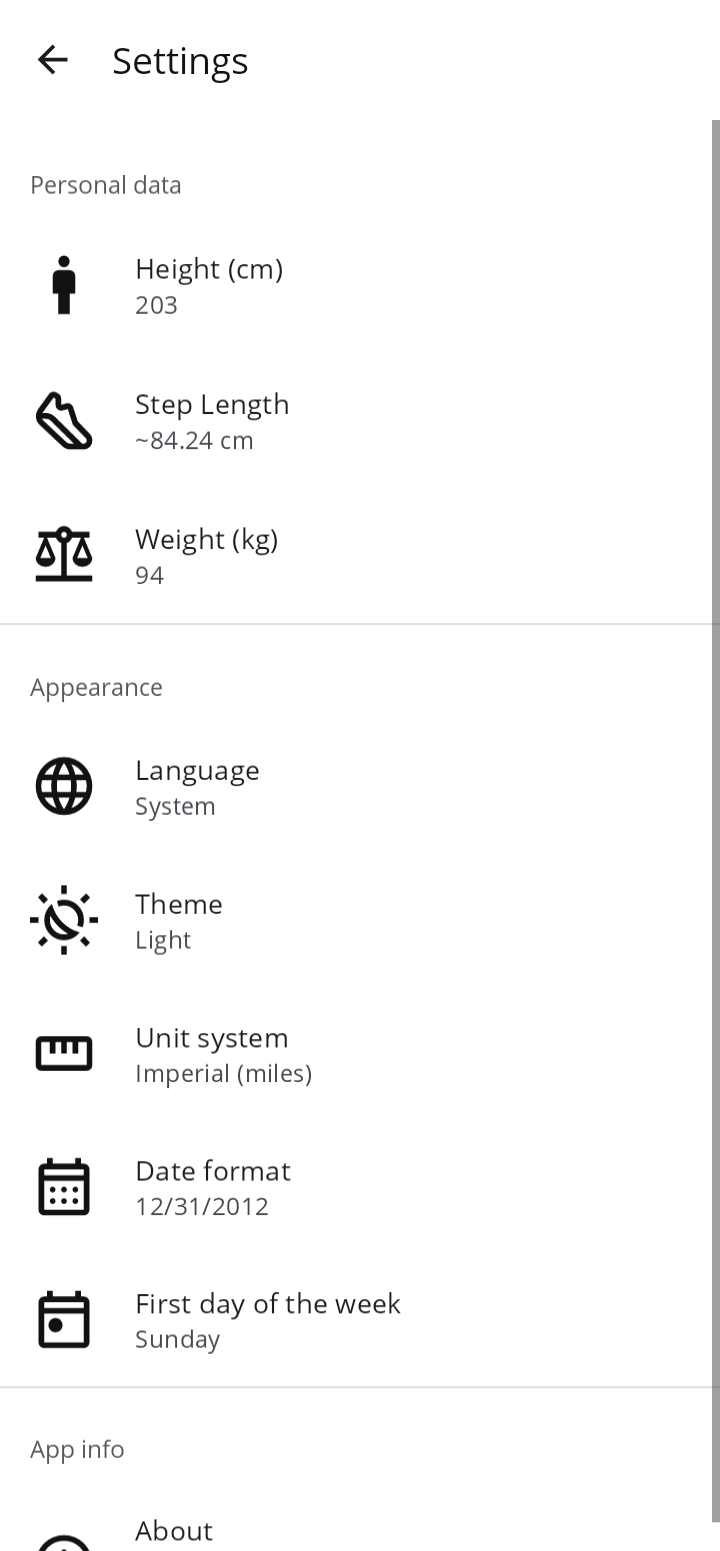 Settings
Personal data
Height (cm)
203
Step Length
~84.24 cm
Weight (kg)
94
Appearance
Language
System
Theme
Light
Unit system
Imperial (miles)
Date format
12/31/2012
First day of the week
Sunday
App info
About